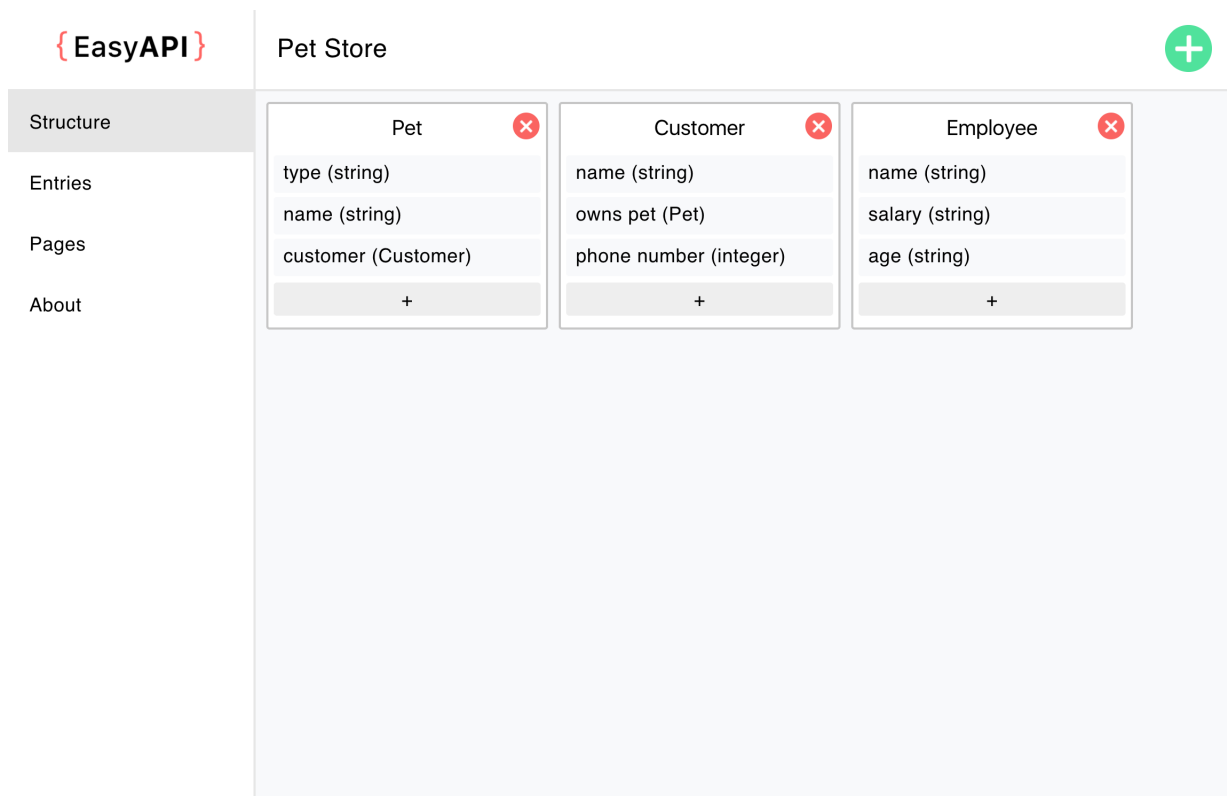 {EasyAPI}
Pet Store
Structure
Entries
Pages
About
Pet
type (string)
name (string)
customer (Customer)
+
Customer
name (string)
owns pet (Pet)
phone number (integer)
+
Employee
name (string)
salary (string)
age (string)
+